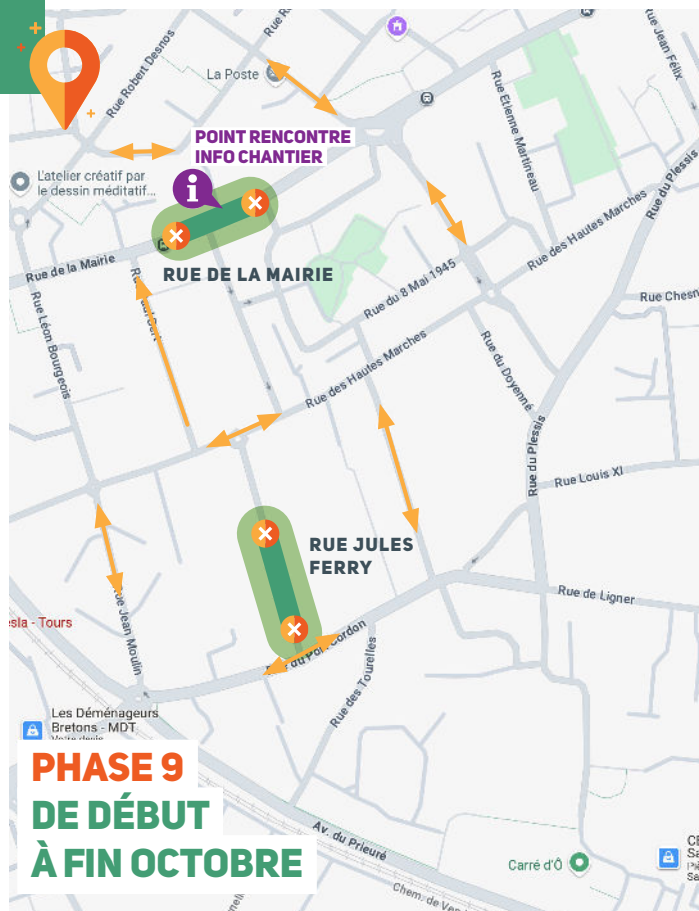 Rue Robert Desnos
La Poste
Rue Jean Félix
Rue Etienne Martineau
Rue du Plessis
POINT RENCONTRE
INFO CHANTIER
i
L'atelier créatif par
le dessin méditatif...
Rue de la Mairie
RUE DE LA MAIRIE
Rue des Hautes Marches
Rue du 8 Mai 1945
Rue Léon Bourgeois
Rue des Hautes Marches
Rue du Doyenné
Rue du Plessis
Rue Louis XI
RUE JULES
FERRY
Rue de Ligner
Rue Jean Moulin
Rue des Tourelles
- Tours
Les Déménageurs
Bretons - MDT
PHASE 9
DE DÉBUT
À FIN OCTOBRE
Av. du Prieuré
Carré d'Ô